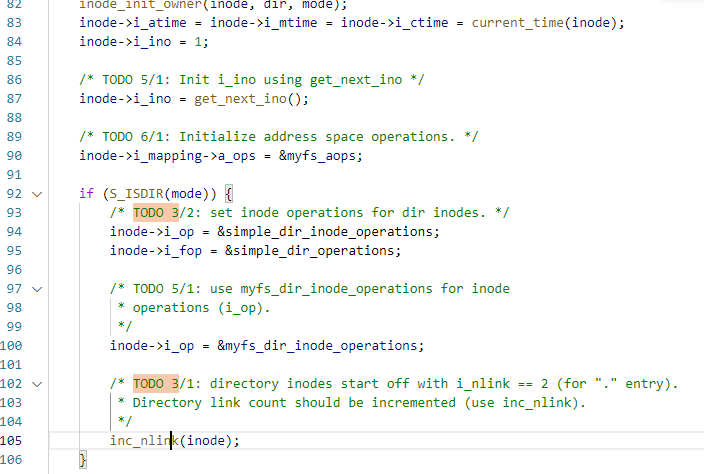 82 inode_init_owner(inode, dir, mode);
83 inode->i_atime = inode->i_mtime = inode->i_ctime = current_time(inode);
84 inode->i_ino = 1;
85
86 /* TODO 5/1: Init i_ino using get_next_ino */
87 inode->i_ino = get_next_ino();
88
89 /* TODO 6/1: Initialize address space operations. */
90 inode->i_mapping->a_ops = &myfs_aops;
91
92 if (S_ISDIR(mode)) {
93 /* TODO 3/2: set inode operations for dir inodes. */
94 inode->i_op = &simple_dir_inode_operations;
95 inode->i_fop = &simple_dir_operations;
96
97 /* TODO 5/1: use myfs_dir_inode_operations for inode
98 * operations (i_op).
99 */
100 inode->i_op = &myfs_dir_inode_operations;
101
102 /* TODO 3/1: directory inodes start off with i_nlink == 2 (for "." entry).
103 * Directory link count should be incremented (use inc_nlink).
104 */
105 inc_nlink(inode);
106 }